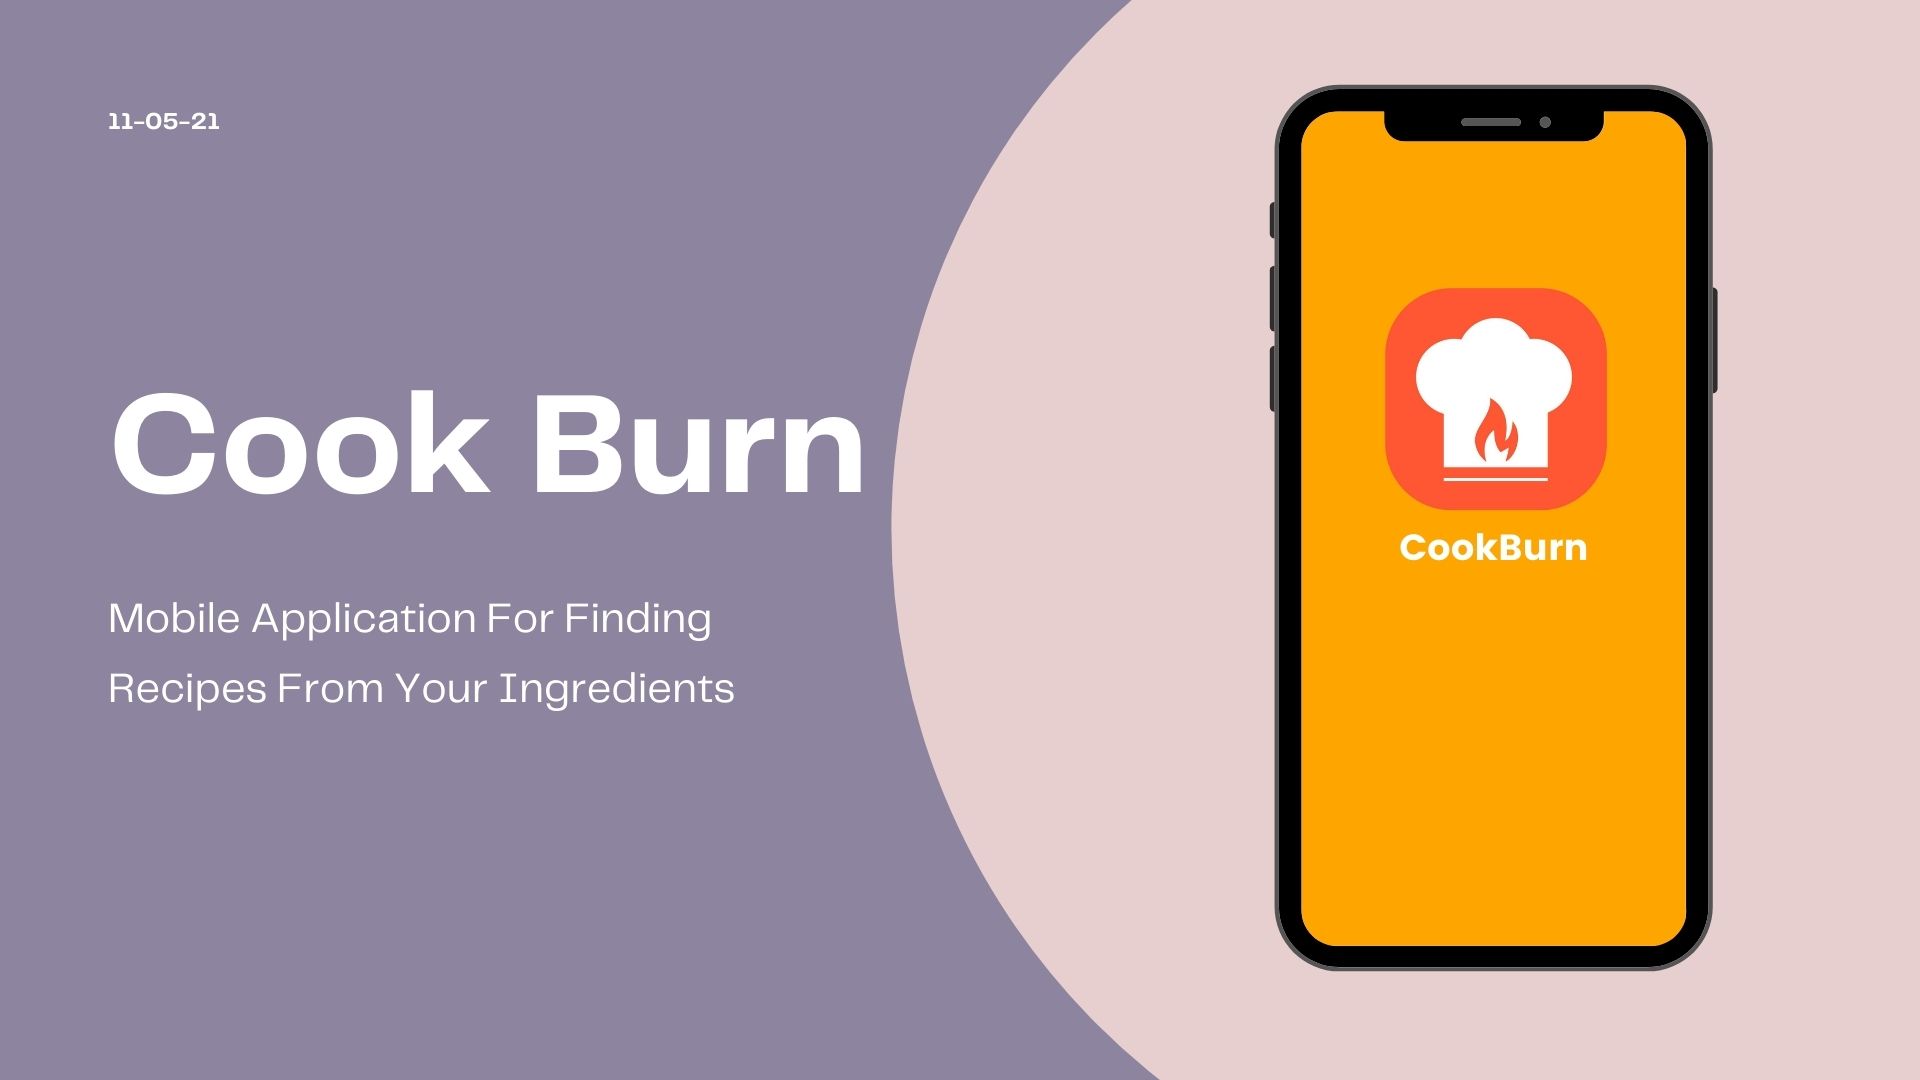 11-05-21
Cook Burn
Mobile Application For Finding
Recipes From Your Ingredients
CookBurn